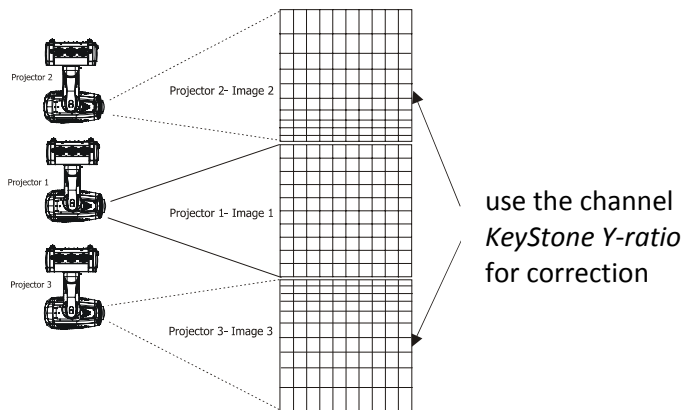 Projector 2
Projector 2- Image 2
Projector 1
Projector 1- Image 1
use the channel
KeyStone Y-ratio
for correction
Projector 3
Projector 3- Image 3